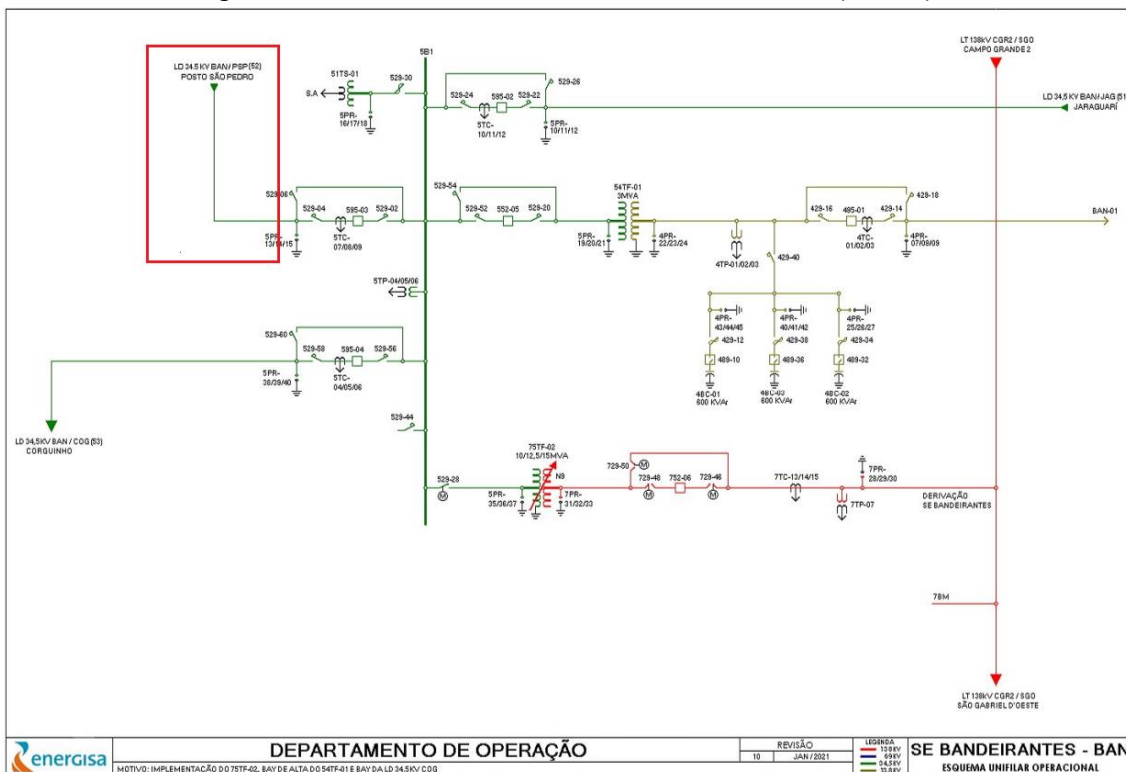 LD 34.5 KV BAN/ PSP (52)
POSTO SÃO PEDRO
5B1
51TS-01
529-30
S.A
5PR-
16/17/18
529-24
595-02
529-22
529-26
5TC-
10/11/12
5PR-
10/11/12
LT 138kV CGR2 / SGO
CAMPO GRANDE 2
LD 34,5 KV BAN/JAG (51
JARAGUARÍ
529-06
529-04
595-03
529-02
5PR-
13/14/15
5TC-
07/08/09
529-54
529-52
552-05
529-20
54TF-01
3MVA
5PR-
19/20/21
4PR-
22/23/24
4TP-01/02/03
429-40
429-16
495-01
429-14
429-18
4TC-
01/02/03
4PR-
07/08/09
BAN-01
5TP-04/05/06
4PR-
43/44/45
429-12
489-10
4BC-01
600 KVAr
4PR-
40/41/42
429-38
489-36
4BC-03
600 KVAr
4PR-
25/26/27
429-34
489-32
4BC-02
600 KVAr
529-60
529-58
595-04
529-56
5PR-
38/39/40
5TC-
04/05/06
529-44
LD 34,5KV BAN / COG (53)
CORGUINHO
529-28
M
75TF-02
10/12,5/15MVA
N9
5PR-
35/36/37
7PR-
31/32/33
729-50
M
729-48
M
752-06
729-46
M
7TC-13/14/15
7PR-
28/29/30
7TP-07
DERIVAÇÃO
SE BANDEIRANTES
7BM
LT 138kV CGR2 / SGO
SÃO GABRIEL D'OESTE
energisa
DEPARTAMENTO DE OPERAÇÃO
MOTIVO: IMPLEMENTAÇÃO DO 75TF-02, BAY DE ALTA DO 54TF-01 E BAY DA LD 34,5KV COG
REVISÃO
10 JAN / 2021
LEGENDA
138KV
69KV
34,5KV
13,8KV
SE BANDEIRANTES - BAN
ESQUEMA UNIFILAR OPERACIONAL